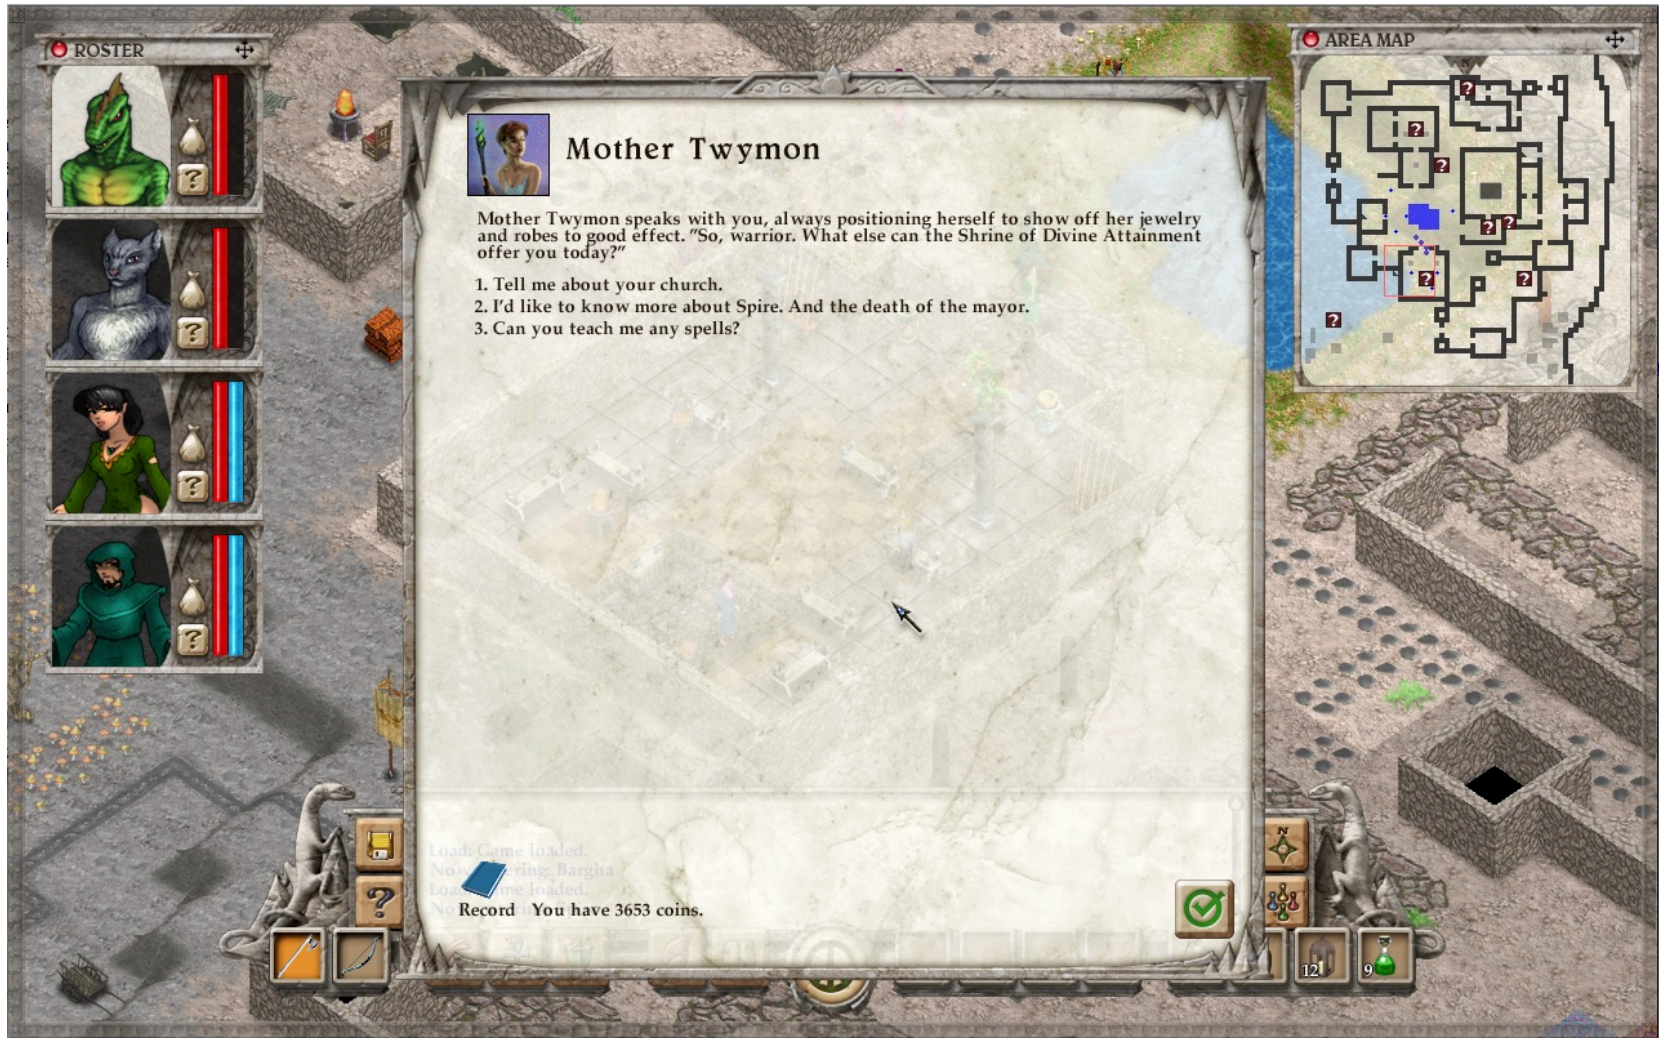 ROSTER
AREA MAP
N
?
?
?
?
?
?
?
?
Mother Twymon
Mother Twymon speaks with you, always positioning herself to show off her jewelry
and robes to good effect. "So, warrior. What else can the Shrine of Divine Attainment
offer you today?"
1. Tell me about your church.
2. I'd like to know more about Spire. And the death of the mayor.
3. Can you teach me any spells?
?
?
?
?
Load: Game loaded.
Record You have 3653 coins.
?
N
12
9